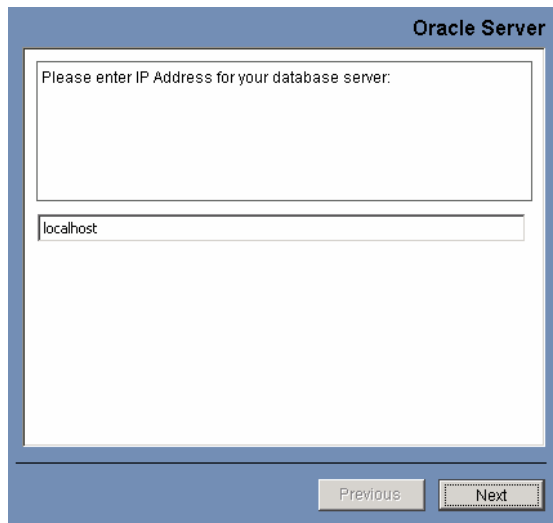 Oracle Server
Please enter IP Address for your database server:
localhost
Previous
Next